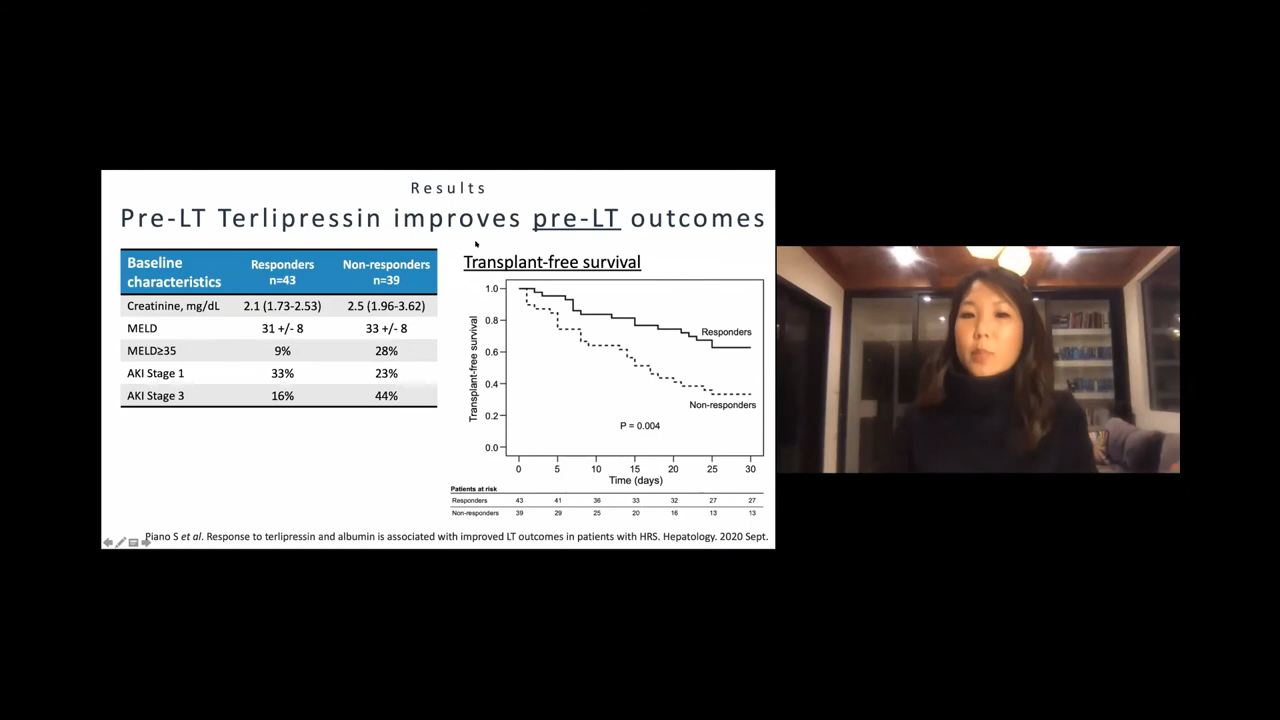 Results
Pre-LT Terlipressin improves pre-LT outcomes
Baseline characteristics Responders n=43 Non-responders n=39
Creatinine, mg/dL 2.1 (1.73-2.53) 2.5 (1.96-3.62)
MELD 31 +/- 8 33 +/- 8
MELD≥35 9% 28%
AKI Stage 1 33% 23%
AKI Stage 3 16% 44%
Transplant-free survival
Transplant-free survival
1.0
0.8
0.6
0.4
0.2
0.0
Responders
Non-responders
P = 0.004
0 5 10 15 20 25 30
Time (days)
Patients at risk
Responders 43 41 36 33 32 27 27
Non-responders 39 29 25 20 16 13 13
Piano S et al. Response to terlipressin and albumin is associated with improved LT outcomes in patients with HRS. Hepatology. 2020 Sept.